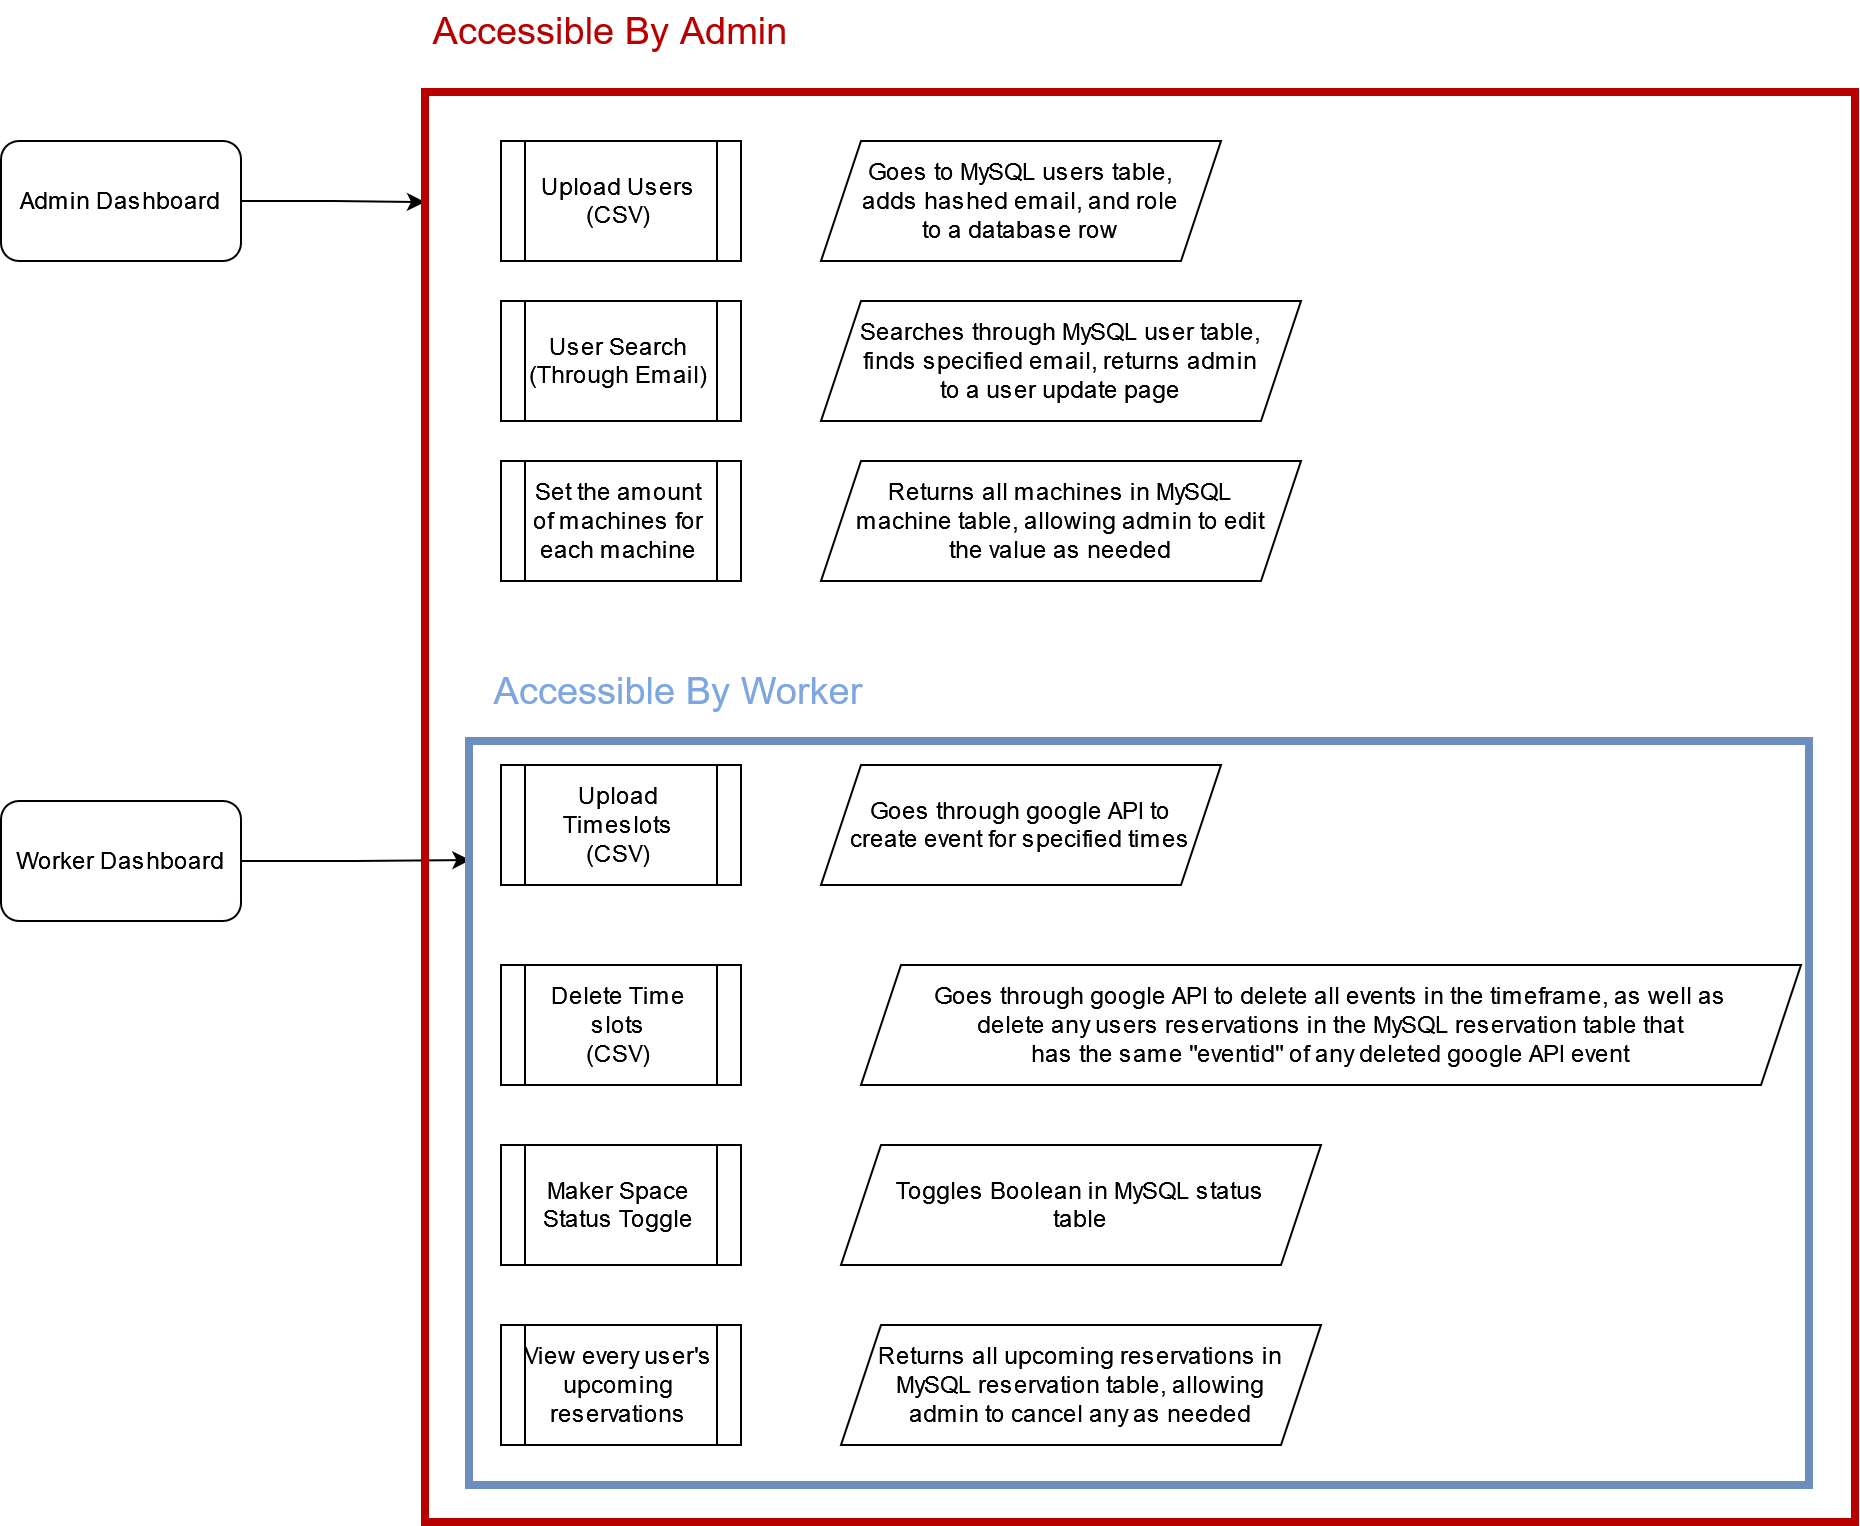 Accessible By Admin
Admin Dashboard
Upload Users
(CSV)
Goes to MySQL users table,
adds hashed email, and role
to a database row
User Search
(Through Email)
Searches through MySQL user table,
finds specified email, returns admin
to a user update page
Set the amount
of machines for
each machine
Returns all machines in MySQL
machine table, allowing admin to edit
the value as needed
Accessible By Worker
Worker Dashboard
Upload
Timeslots
(CSV)
Goes through google API to
create event for specified times
Delete Time
slots
(CSV)
Goes through google API to delete all events in the timeframe, as well as
delete any users reservations in the MySQL reservation table that
has the same "eventid" of any deleted google API event
Maker Space
Status Toggle
Toggles Boolean in MySQL status
table
View every user's
upcoming
reservations
Returns all upcoming reservations in
MySQL reservation table, allowing
admin to cancel any as needed